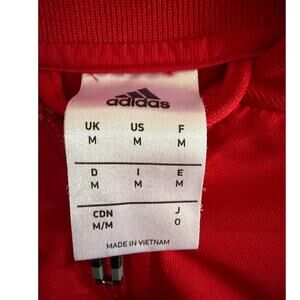 adidas
UK US F
M M M
D I E
M M M
CDN J
M/M O
MADE IN VIETNAM